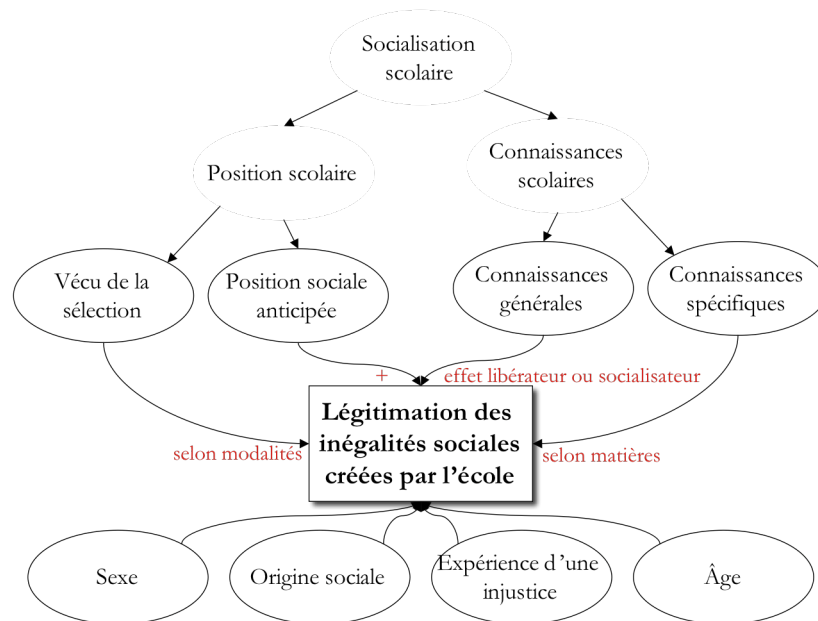 Socialisation
scolaire
Position scolaire
Connaissances
scolaires
Vécu de la
sélection
Position sociale
anticipée
Connaissances
générales
Connaissances
spécifiques
+
effet libérateur ou socialisateur
selon modalités
Légitimation des
inégalités sociales
créées par l'école
selon matières
Sexe
Origine sociale
Expérience d'une
injustice
Âge